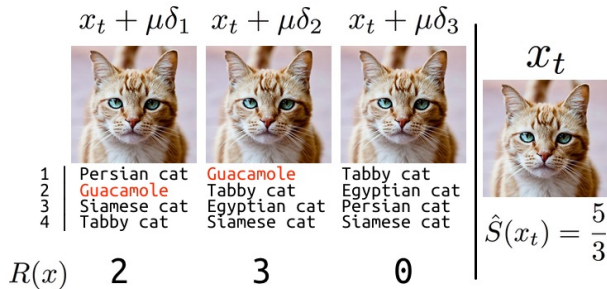 x_t + μδ_1 x_t + μδ_2 x_t + μδ_3
x_t
1 Persian cat Guacamole Tabby cat
2 Guacamole Tabby cat Egyptian cat
3 Siamese cat Egyptian cat Persian cat
4 Tabby cat Siamese cat Siamese cat
Ŝ(x_t) = 5/3
R(x) 2 3 0